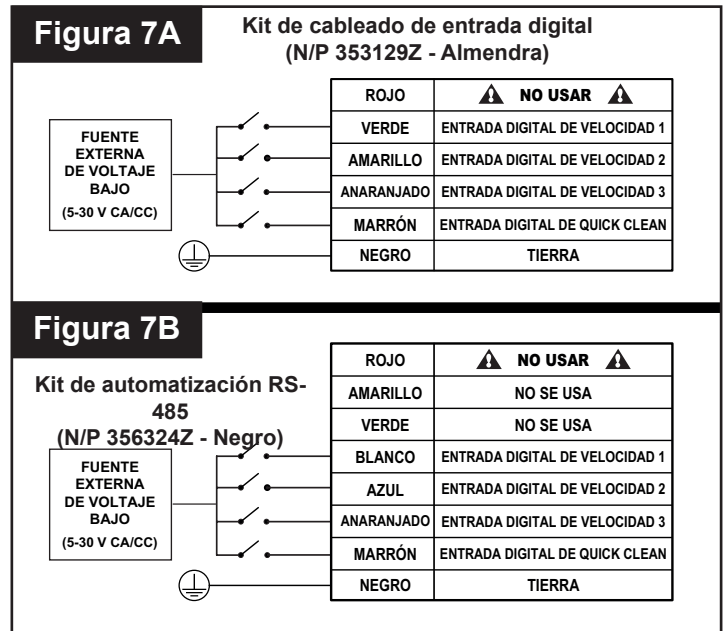 Figura 7A
Kit de cableado de entrada digital
(N/P 353129Z - Almendra)
FUENTE
EXTERNA
DE VOLTAJE
BAJO
(5-30 V CA/CC)
ROJO NO USAR
VERDE ENTRADA DIGITAL DE VELOCIDAD 1
AMARILLO ENTRADA DIGITAL DE VELOCIDAD 2
ANARANJADO ENTRADA DIGITAL DE VELOCIDAD 3
MARRÓN ENTRADA DIGITAL DE QUICK CLEAN
NEGRO TIERRA
Figura 7B
Kit de automatización RS-
485
(N/P 356324Z - Negro)
FUENTE
EXTERNA
DE VOLTAJE
BAJO
(5-30 V CA/CC)
ROJO NO USAR
AMARILLO NO SE USA
VERDE NO SE USA
BLANCO ENTRADA DIGITAL DE VELOCIDAD 1
AZUL ENTRADA DIGITAL DE VELOCIDAD 2
ANARANJADO ENTRADA DIGITAL DE VELOCIDAD 3
MARRÓN ENTRADA DIGITAL DE QUICK CLEAN
NEGRO TIERRA